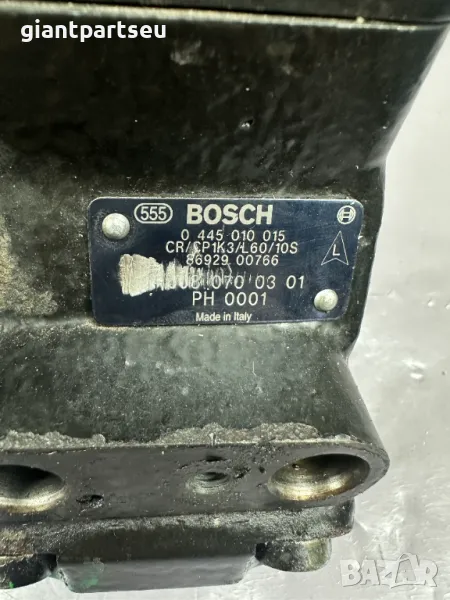 giantpartseu
555 BOSCH
0 445 010 015
CR/CP1K3/L60/10S
86929 00766
070 03 01
PH 0001
Made in Italy
BAZAR